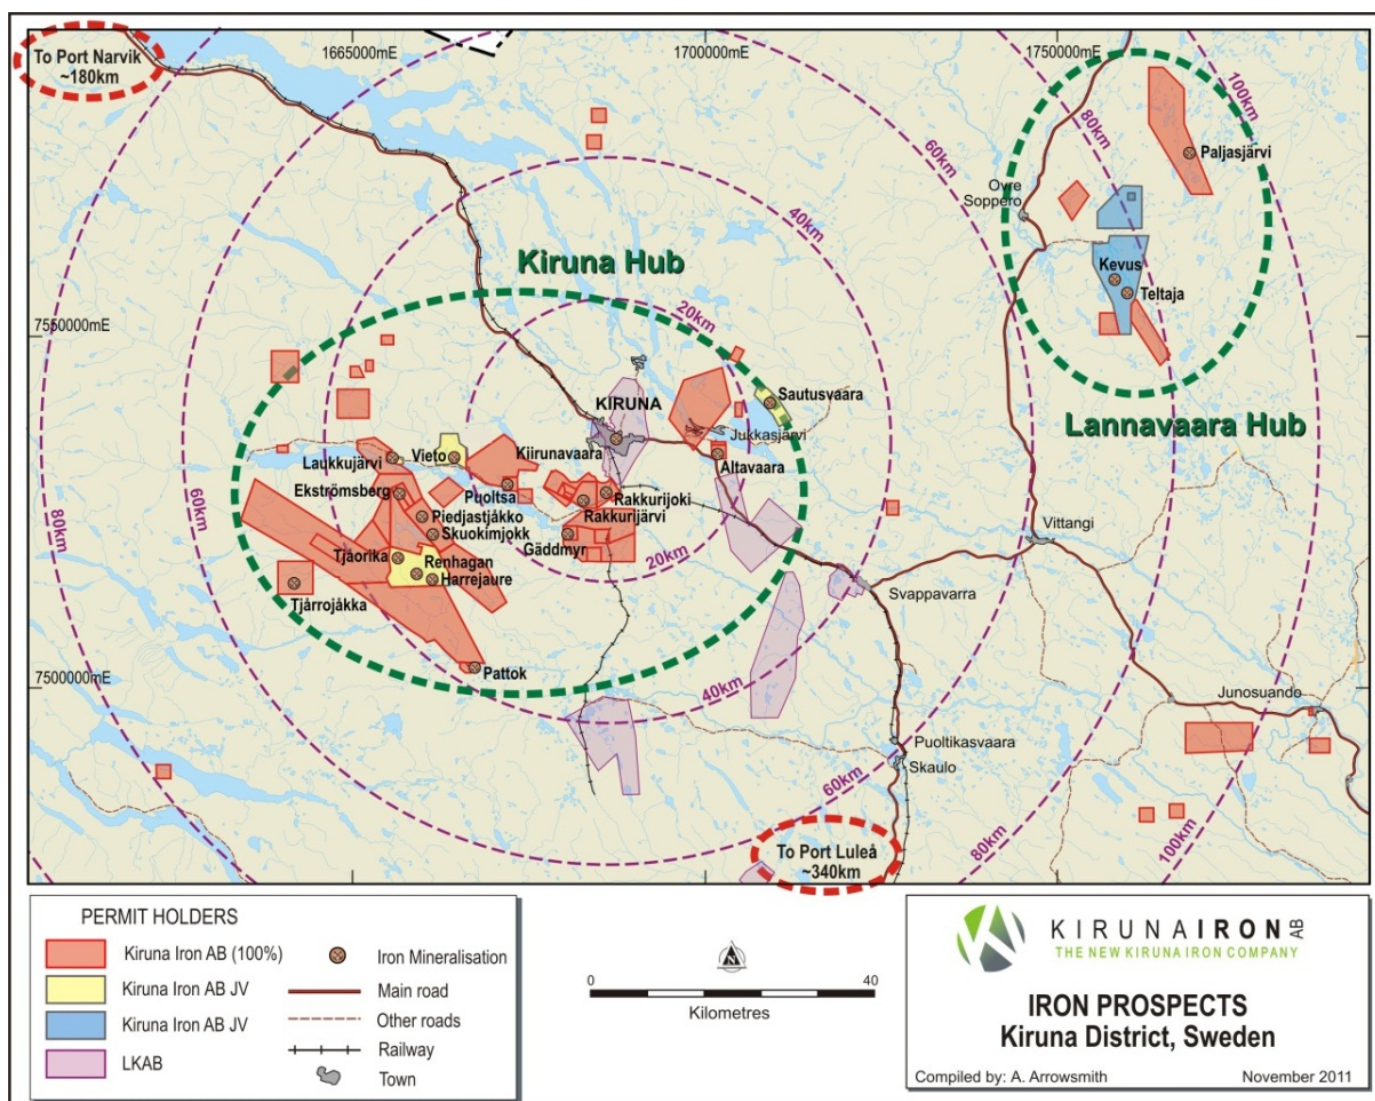 To Port Narvik
~180km
1665000mE
1700000mE
1750000mE
100km
80km
Paljasjärvi
60km
Ovre
Soppero
40km
Kiruna Hub
Kevus
Teltaja
20km
7550000mE
KIRUNA
Sautusvaara
Lannavaara Hub
Jukkasjärvi
Laukkujärvi
Vieto
Kiirunavaara
Altavaara
Ekströmsberg
Puoltsa
Rakkurijoki
Rakkurijärvi
Piedjastjåkko
Skuokimjokk
Gäddmyr
80km
60km
Vittangi
Tjåorika
Renhagan
Harrejaure
20km
Tjårrojåkka
Svappavarra
Pattok
7500000mE
40km
Junosuando
Puoltikasvaara
Skaulo
60km
80km
100km
To Port Luleå
~340km
PERMIT HOLDERS
Kiruna Iron AB (100%)
Kiruna Iron AB JV
Kiruna Iron AB JV
LKAB
Iron Mineralisation
Main road
Other roads
Railway
Town
N
0
40
Kilometres
KIRUNAIRON AB
THE NEW KIRUNA IRON COMPANY
IRON PROSPECTS
Kiruna District, Sweden
Compiled by: A. Arrowsmith
November 2011